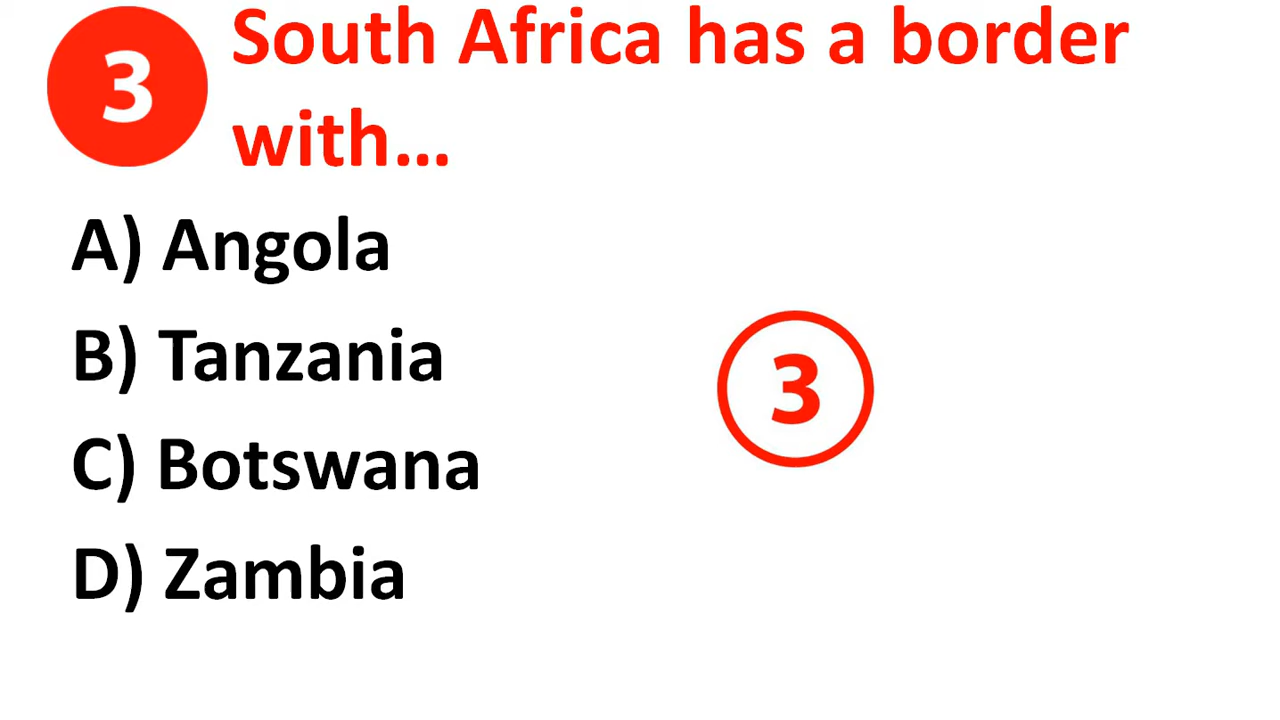 3
South Africa has a border
with...
A) Angola
B) Tanzania
C) Botswana
D) Zambia
3